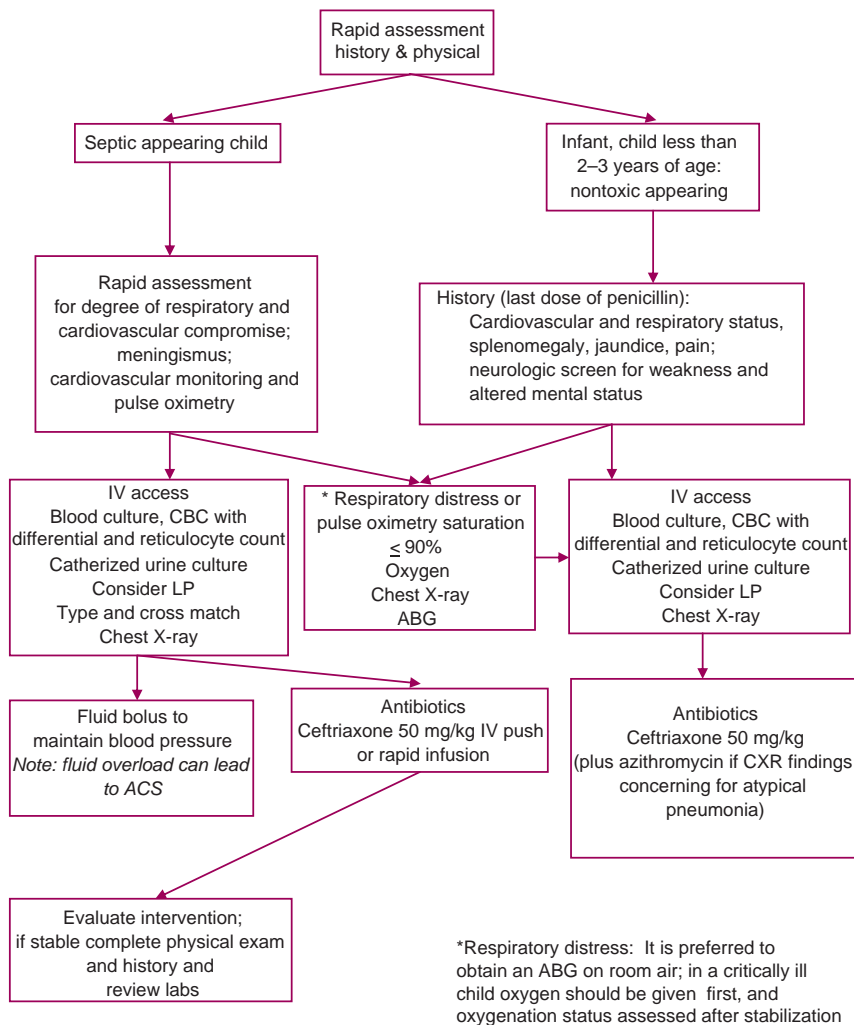 Rapid assessment
history & physical
Septic appearing child
Infant, child less than
2–3 years of age:
nontoxic appearing
Rapid assessment
for degree of respiratory and
cardiovascular compromise;
meningismus;
cardiovascular monitoring and
pulse oximetry
History (last dose of penicillin):
Cardiovascular and respiratory status,
splenomegaly, jaundice, pain;
neurologic screen for weakness and
altered mental status
IV access
Blood culture, CBC with
differential and reticulocyte count
Catherized urine culture
Consider LP
Type and cross match
Chest X-ray
* Respiratory distress or
pulse oximetry saturation
≤ 90%
Oxygen
Chest X-ray
ABG
IV access
Blood culture, CBC with
differential and reticulocyte count
Catherized urine culture
Consider LP
Chest X-ray
Fluid bolus to
maintain blood pressure
Note: fluid overload can lead
to ACS
Antibiotics
Ceftriaxone 50 mg/kg IV push
or rapid infusion
Antibiotics
Ceftriaxone 50 mg/kg
(plus azithromycin if CXR findings
concerning for atypical
pneumonia)
Evaluate intervention;
if stable complete physical exam
and history and
review labs
*Respiratory distress: It is preferred to
obtain an ABG on room air; in a critically ill
child oxygen should be given first, and
oxygenation status assessed after stabilization